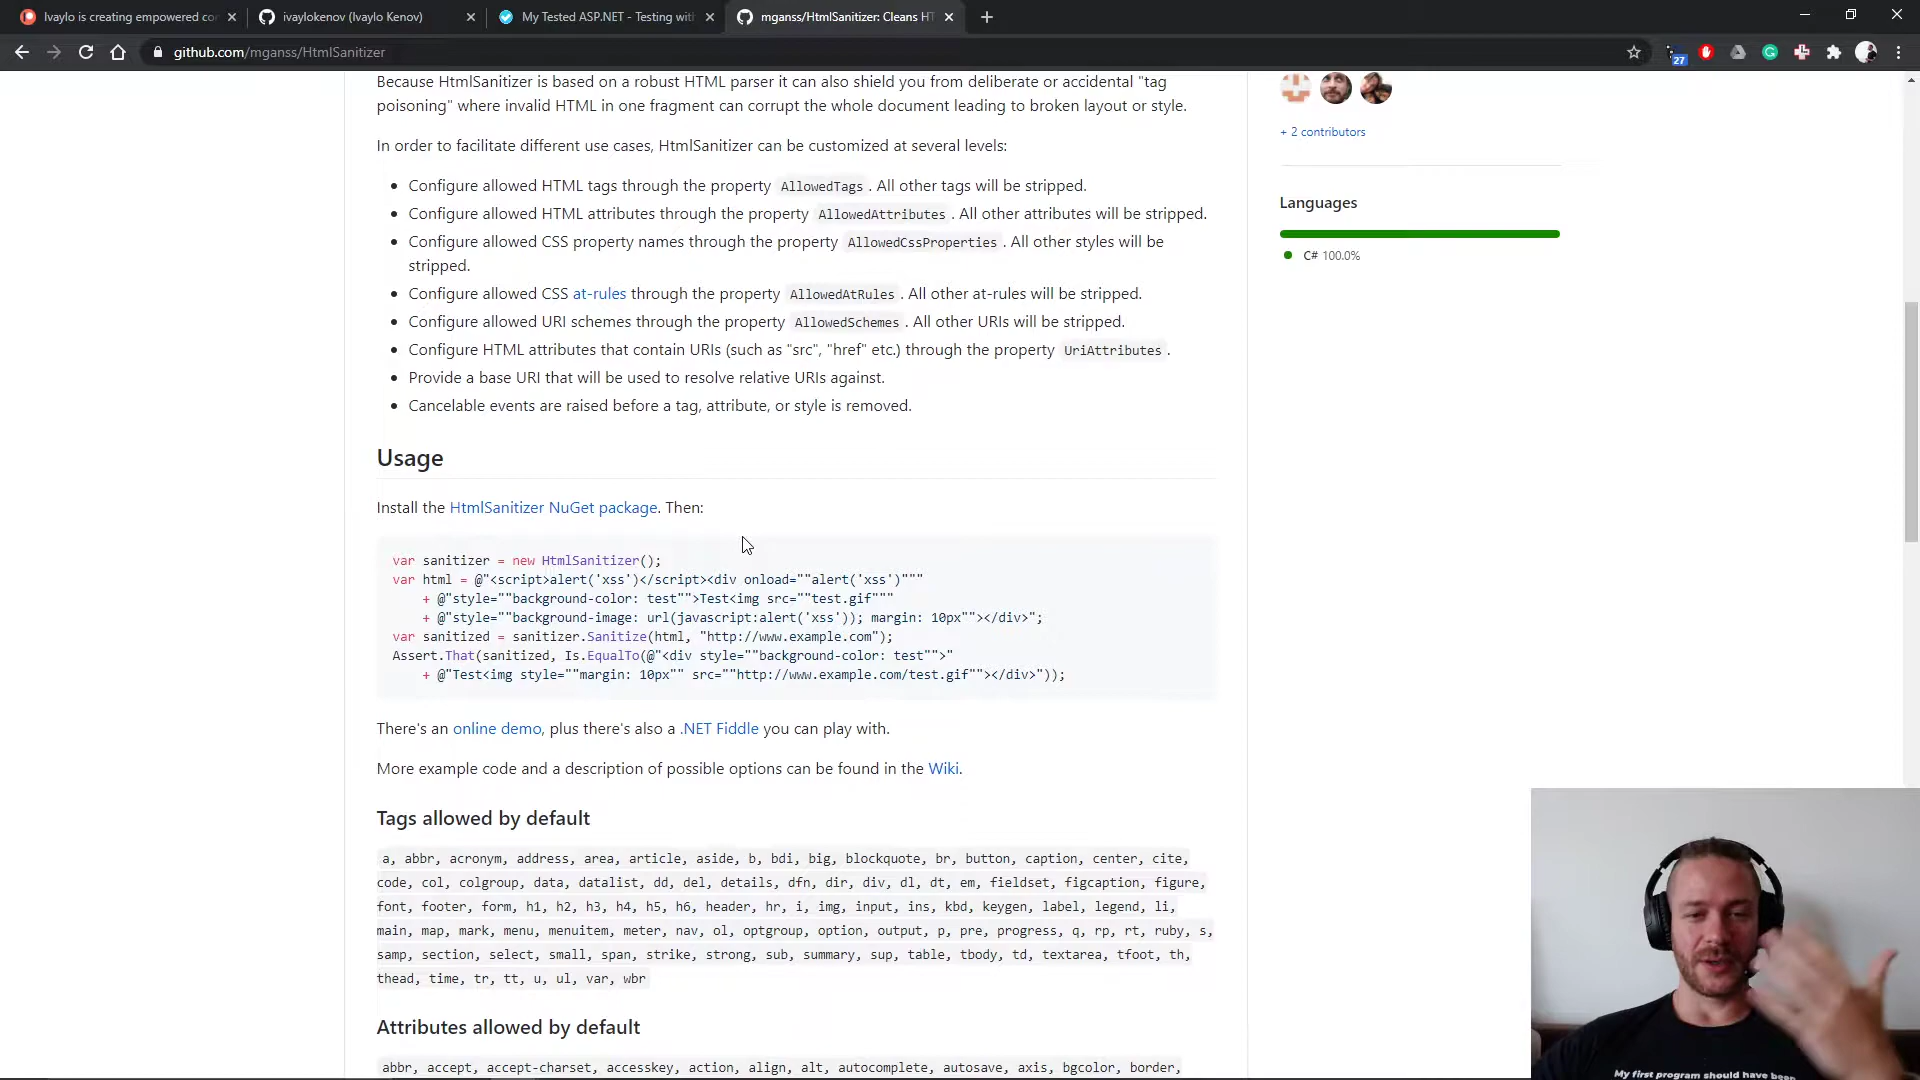 Ivaylo is creating empowered co
ivaylokenov (Ivaylo Kenov)
My Tested ASP.NET - Testing with
mganss/HtmlSanitizer: Cleans HT
github.com/mganss/HtmlSanitizer
27
Because HtmlSanitizer is based on a robust HTML parser it can also shield you from deliberate or accidental "tag
poisoning" where invalid HTML in one fragment can corrupt the whole document leading to broken layout or style.
In order to facilitate different use cases, HtmlSanitizer can be customized at several levels:
Configure allowed HTML tags through the property AllowedTags . All other tags will be stripped.
Configure allowed HTML attributes through the property AllowedAttributes . All other attributes will be stripped.
Configure allowed CSS property names through the property AllowedCssProperties . All other styles will be
stripped.
Configure allowed CSS at-rules through the property AllowedAtRules . All other at-rules will be stripped.
Configure allowed URI schemes through the property AllowedSchemes . All other URIs will be stripped.
Configure HTML attributes that contain URIs (such as "src", "href" etc.) through the property UriAttributes .
Provide a base URI that will be used to resolve relative URIs against.
Cancelable events are raised before a tag, attribute, or style is removed.
Usage
Install the HtmlSanitizer NuGet package. Then:
var sanitizer = new HtmlSanitizer();
var html = @"<script>alert('xss')</script><div onload=""alert('xss')"""
+ @"style=""background-color: test"">Test<img src=""test.gif"""
+ @"style=""background-image: url(javascript:alert('xss')); margin: 10px""></div>";
var sanitized = sanitizer.Sanitize(html, "http://www.example.com");
Assert.That(sanitized, Is.EqualTo(@"<div style=""background-color: test"">"
+ @"Test<img style=""margin: 10px"" src=""http://www.example.com/test.gif""></div>"));
There's an online demo, plus there's also a .NET Fiddle you can play with.
More example code and a description of possible options can be found in the Wiki.
Tags allowed by default
a, abbr, acronym, address, area, article, aside, b, bdi, big, blockquote, br, button, caption, center, cite,
code, col, colgroup, data, datalist, dd, del, details, dfn, dir, div, dl, dt, em, fieldset, figcaption, figure,
font, footer, form, h1, h2, h3, h4, h5, h6, header, hr, i, img, input, ins, kbd, keygen, label, legend, li,
main, map, mark, menu, menuitem, meter, nav, ol, optgroup, option, output, p, pre, progress, q, rp, rt, ruby, s,
samp, section, select, small, span, strike, strong, sub, summary, sup, table, tbody, td, textarea, tfoot, th,
thead, time, tr, tt, u, ul, var, wbr
Attributes allowed by default
abbr, accept, accept-charset, accesskey, action, align, alt, autocomplete, autosave, axis, bgcolor, border,
+ 2 contributors
Languages
C# 100.0%
My first program should have been